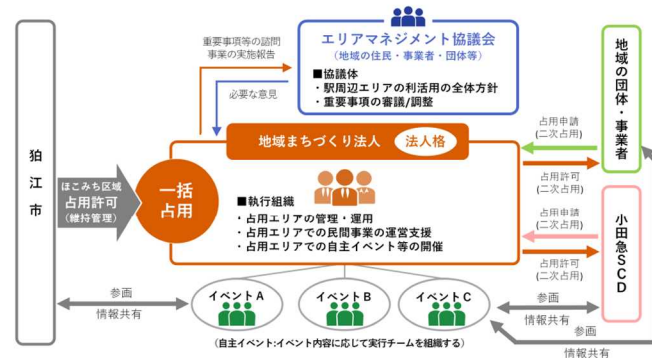 エリアマネジメント協議会
(地域の住民・事業者・団体等)
■協議体
・駅周辺エリアの利活用の全体方針
・重要事項の審議/調整
重要事項等の諮問
事業の実施報告
必要な意見
地域まちづくり法人
法人格
狛江市
ほこみち区域
占用許可
(維持管理)
一括
占用
■執行組織
・占用エリアの管理・運用
・占用エリアでの民間事業の運営支援
・占用エリアでの自主イベント等の開催
地域の団体・事業者
占用申請
(二次占用)
占用許可
(二次占用)
占用申請
(二次占用)
占用許可
(二次占用)
小田急SCD
参画
情報共有
イベントA
イベントB
イベントC
参画
情報共有
参画
情報共有
(自主イベント:イベント内容に応じて実行チームを組織する)